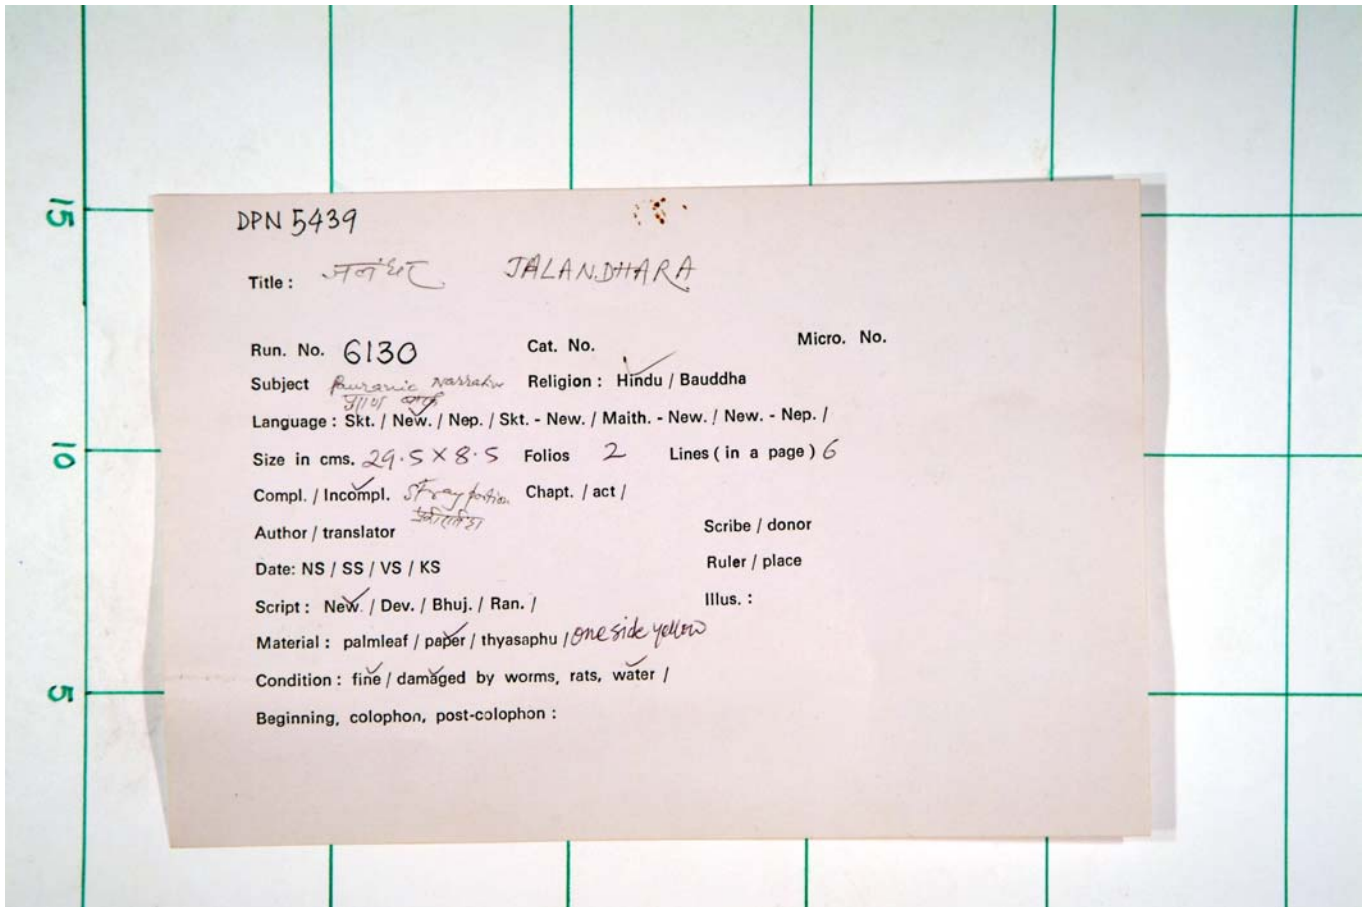 DPN 5439
Title : जलंधर JALANDHARA
Run. No. 6130 Cat. No. Micro. No.
Subject Pauranic Narrative Religion : Hindu / Bauddha
Language : Skt. / New. / Nep. / Skt. - New. / Maith. - New. / New. - Nep. /
Size in cms. 29.5 X 8.5 Folios 2 Lines ( in a page ) 6
Compl. / Incompl. Stray portion Chapt. / act /
Author / translator Scribe / donor
Date: NS / SS / VS / KS Ruler / place
Script : New. / Dev. / Bhuj. / Ran. / Illus. :
Material : palmleaf / paper / thyasaphu / one side yellow
Condition : fine / damaged by worms, rats, water /
Beginning, colophon, post-colophon :
15
10
5